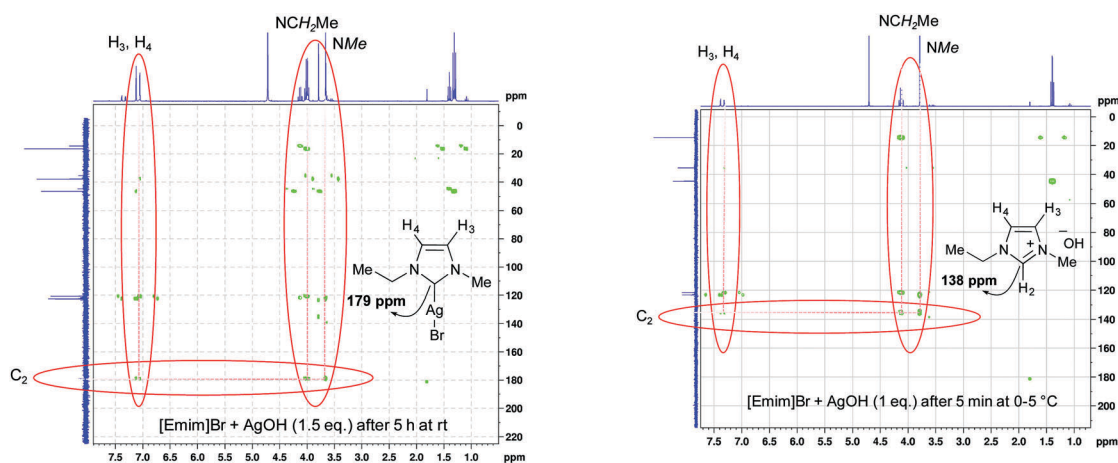 NCH₂Me
H₃, H₄
NMe
ppm
0
20
40
60
80
100
120
140
160
180
200
220
7.5 7.0 6.5 6.0 5.5 5.0 4.5 4.0 3.5 3.0 2.5 2.0 1.5 1.0
ppm
C₂
H₄
H₃
Me
N
N
Me
179 ppm
Ag
Br
[Emim]Br + AgOH (1.5 eq.) after 5 h at rt
NCH₂Me
NMe
H₃, H₄
ppm
0
20
40
60
80
100
120
140
160
180
200
7.5 7.0 6.5 6.0 5.5 5.0 4.5 4.0 3.5 3.0 2.5 2.0 1.5 1.0
ppm
C₂
H₄
H₃
–
OH
Me
N
+
N
Me
138 ppm
H₂
[Emim]Br + AgOH (1 eq.) after 5 min at 0-5 °C